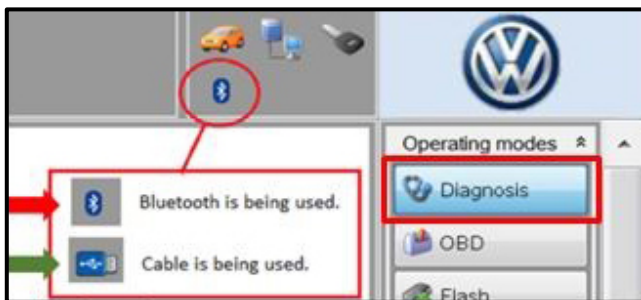 Operating modes
Diagnosis
OBD
Flash
Bluetooth is being used.
Cable is being used.